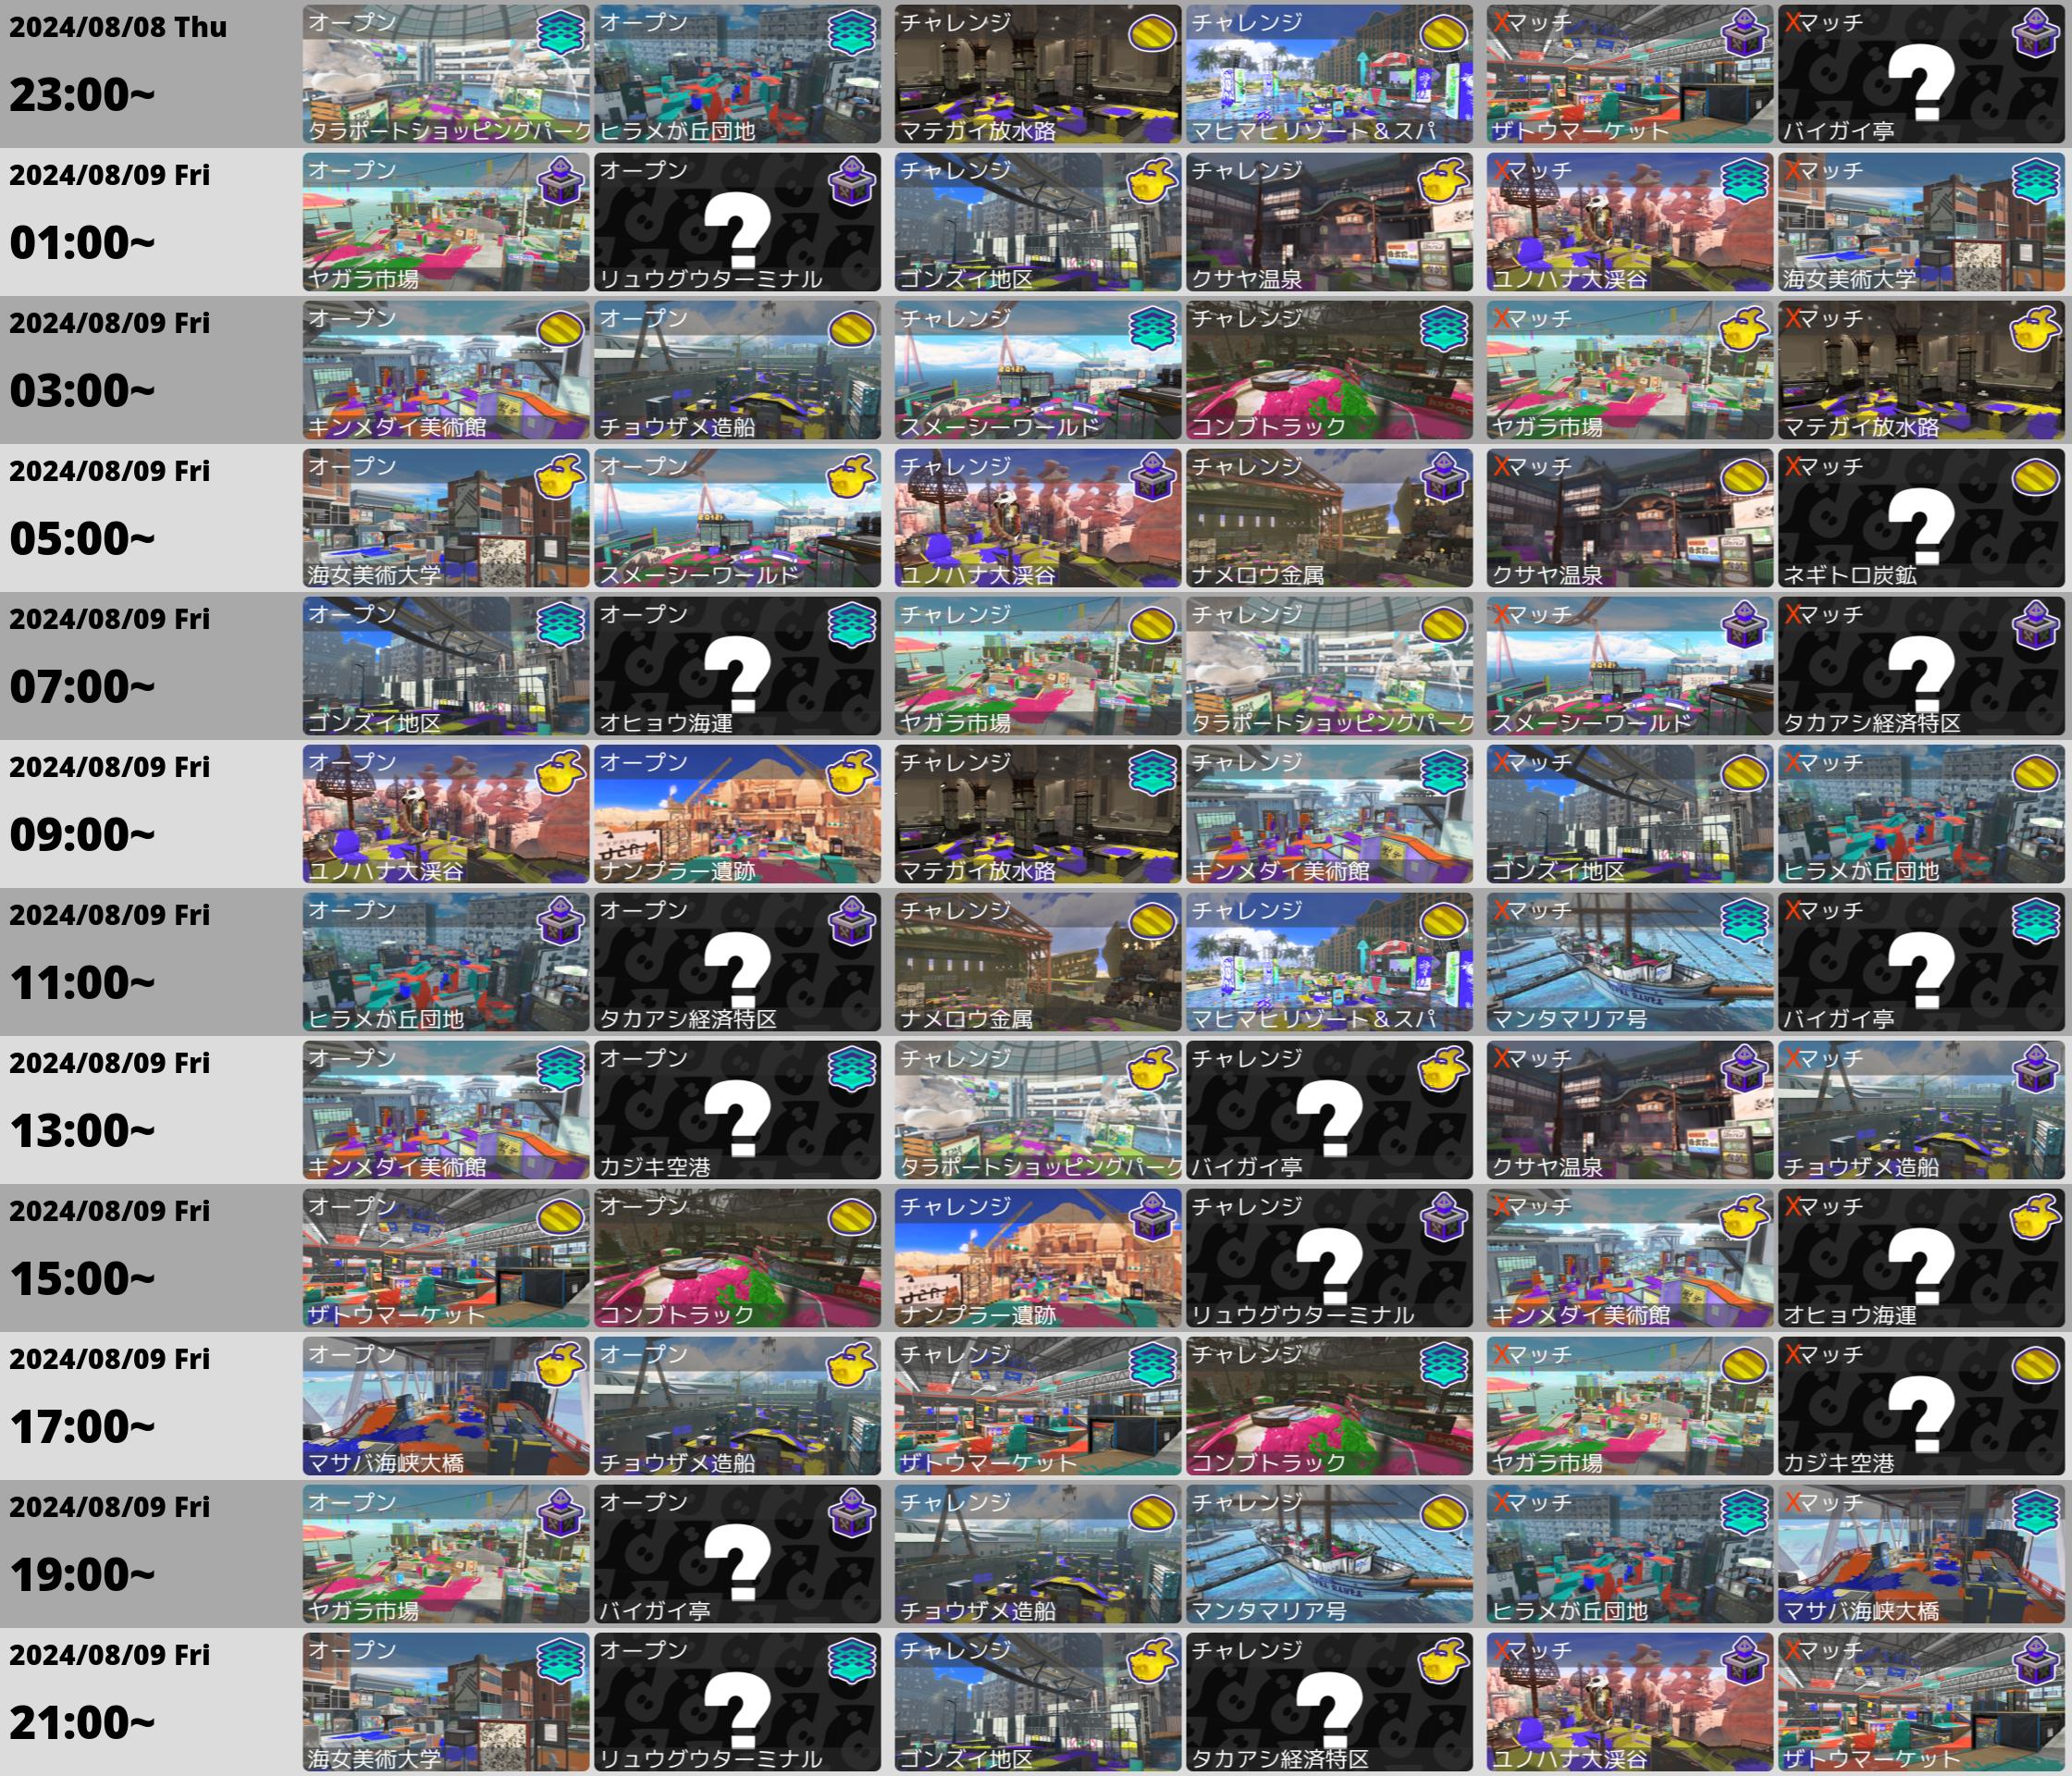 2024/08/08 Thu
23:00~
オープン オープン チャレンジ チャレンジ Xマッチ Xマッチ
タラポートショッピングパーク ヒラメが丘団地 マテガイ放水路 マヒマヒリゾート＆スパ ザトウマーケット バイガイ亭
2024/08/09 Fri
01:00~
オープン オープン チャレンジ チャレンジ Xマッチ Xマッチ
ヤガラ市場 リュウグウターミナル ゴンズイ地区 クサヤ温泉 ユノハナ大渓谷 海女美術大学
2024/08/09 Fri
03:00~
オープン オープン チャレンジ チャレンジ Xマッチ Xマッチ
キンメダイ美術館 チョウザメ造船 スメーシーワールド コンブトラック ヤガラ市場 マテガイ放水路
2024/08/09 Fri
05:00~
オープン オープン チャレンジ チャレンジ Xマッチ Xマッチ
海女美術大学 スメーシーワールド ユノハナ大渓谷 ナメロウ金属 クサヤ温泉 ネギトロ炭鉱
2024/08/09 Fri
07:00~
オープン オープン チャレンジ チャレンジ Xマッチ Xマッチ
ゴンズイ地区 オヒョウ海運 ヤガラ市場 タラポートショッピングパーク スメーシーワールド タカアシ経済特区
2024/08/09 Fri
09:00~
オープン オープン チャレンジ チャレンジ Xマッチ Xマッチ
ユノハナ大渓谷 ナンプラー遺跡 マテガイ放水路 キンメダイ美術館 ゴンズイ地区 ヒラメが丘団地
2024/08/09 Fri
11:00~
オープン オープン チャレンジ チャレンジ Xマッチ Xマッチ
ヒラメが丘団地 タカアシ経済特区 ナメロウ金属 マヒマヒリゾート＆スパ マンタマリア号 バイガイ亭
2024/08/09 Fri
13:00~
オープン オープン チャレンジ チャレンジ Xマッチ Xマッチ
キンメダイ美術館 カジキ空港 タラポートショッピングパーク バイガイ亭 クサヤ温泉 チョウザメ造船
2024/08/09 Fri
15:00~
オープン オープン チャレンジ チャレンジ Xマッチ Xマッチ
ザトウマーケット コンブトラック ナンプラー遺跡 リュウグウターミナル キンメダイ美術館 オヒョウ海運
2024/08/09 Fri
17:00~
オープン オープン チャレンジ チャレンジ Xマッチ Xマッチ
マサバ海峡大橋 チョウザメ造船 ザトウマーケット コンブトラック ヤガラ市場 カジキ空港
2024/08/09 Fri
19:00~
オープン オープン チャレンジ チャレンジ Xマッチ Xマッチ
ヤガラ市場 バイガイ亭 チョウザメ造船 マンタマリア号 ヒラメが丘団地 マサバ海峡大橋
2024/08/09 Fri
21:00~
オープン オープン チャレンジ チャレンジ Xマッチ Xマッチ
海女美術大学 リュウグウターミナル ゴンズイ地区 タカアシ経済特区 ユノハナ大渓谷 ザトウマーケット